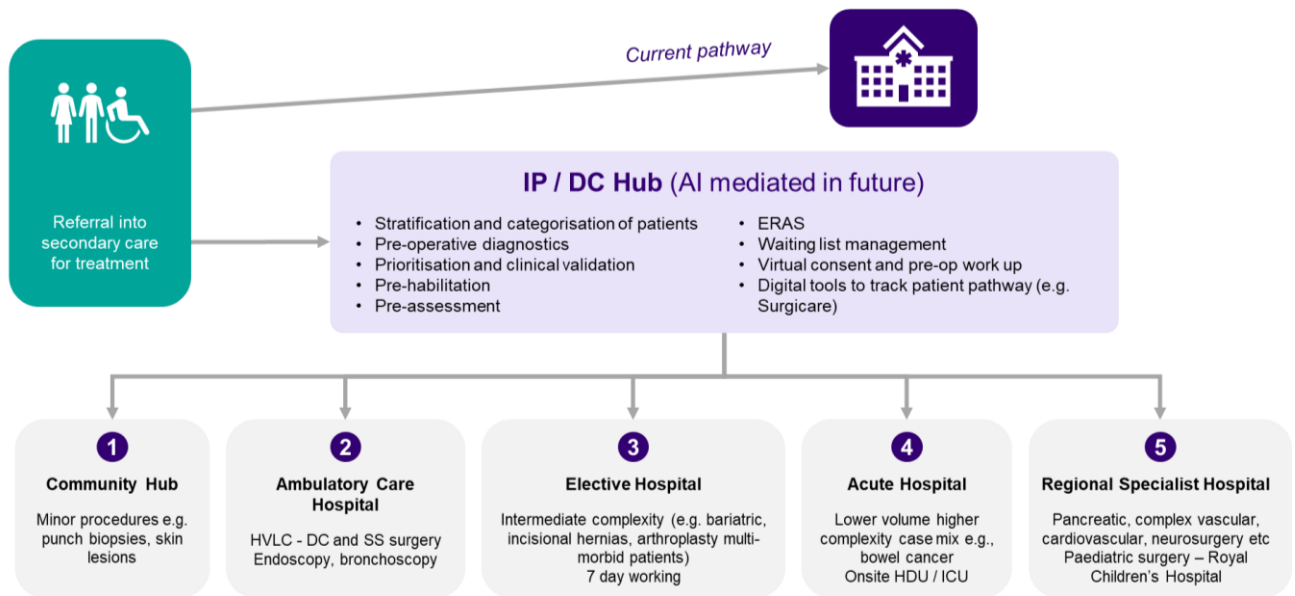 Current pathway
Referral into
secondary care
for treatment
IP / DC Hub (AI mediated in future)
• Stratification and categorisation of patients
• Pre-operative diagnostics
• Prioritisation and clinical validation
• Pre-habilitation
• Pre-assessment
• ERAS
• Waiting list management
• Virtual consent and pre-op work up
• Digital tools to track patient pathway (e.g.
Surgicare)
1
Community Hub
Minor procedures e.g.
punch biopsies, skin
lesions
2
Ambulatory Care
Hospital
HVLC - DC and SS surgery
Endoscopy, bronchoscopy
3
Elective Hospital
Intermediate complexity (e.g. bariatric,
incisional hernias, arthroplasty multi-
morbid patients)
7 day working
4
Acute Hospital
Lower volume higher
complexity case mix e.g.,
bowel cancer
Onsite HDU / ICU
5
Regional Specialist Hospital
Pancreatic, complex vascular,
cardiovascular, neurosurgery etc
Paediatric surgery – Royal
Children's Hospital